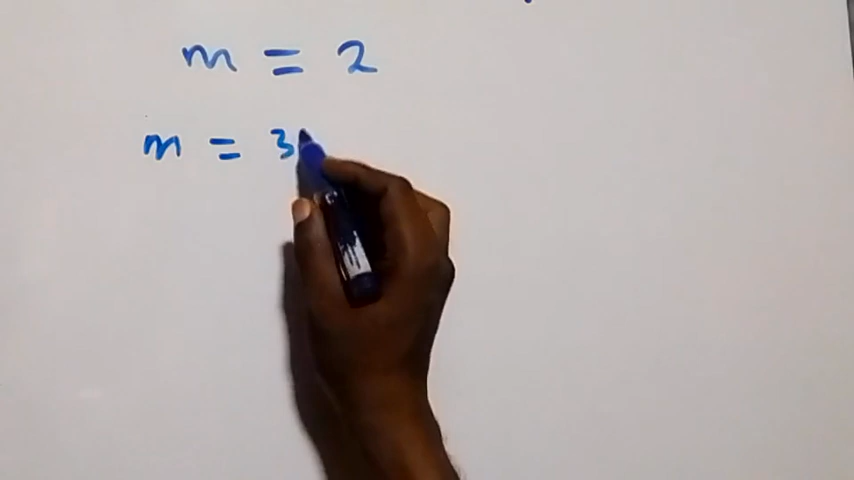 m = 2
m = 3